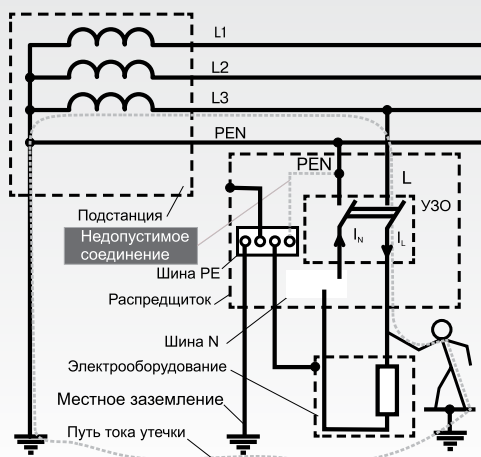 L1
L2
L3
PEN
PEN
L
Подстанция
УЗО
Недопустимое
соединение
IN
IL
Шина PE
Распредщиток
Шина N
Электрооборудование
Местное заземление
Путь тока утечки